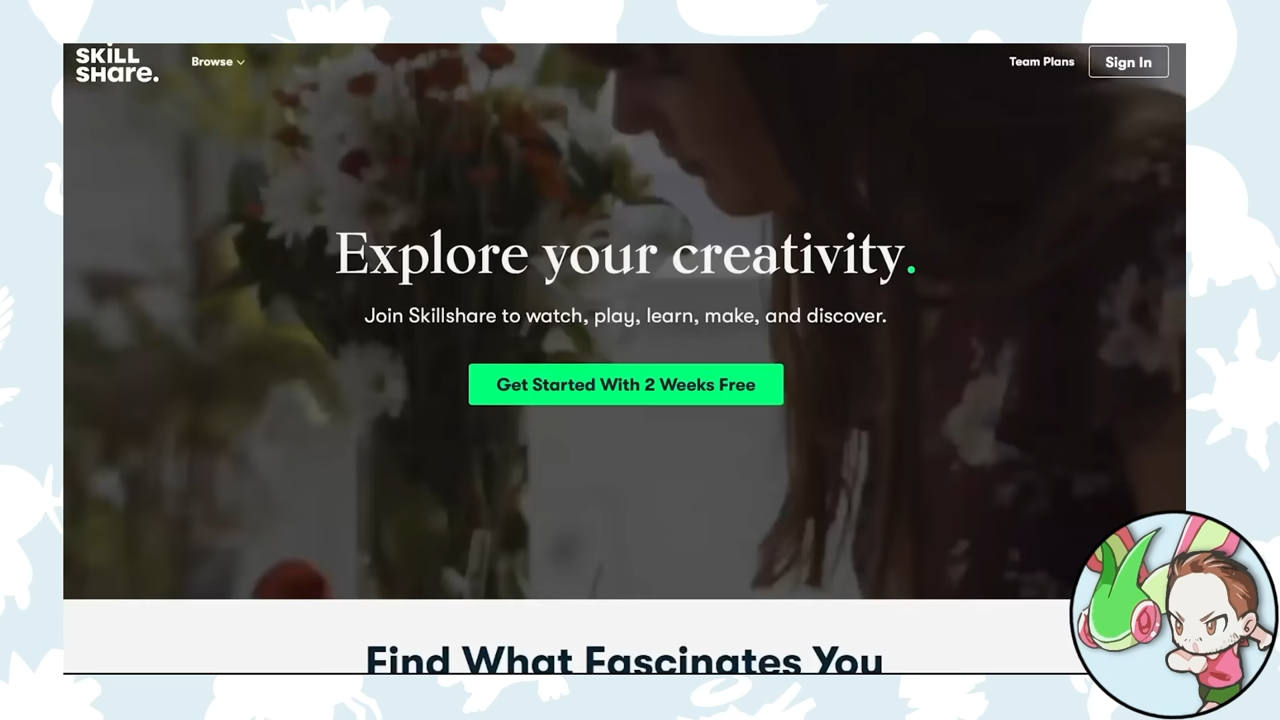 SKILL
SHare.
Browse
Team Plans
Sign In
Explore your creativity.
Join Skillshare to watch, play, learn, make, and discover.
Get Started With 2 Weeks Free
Find What Fascinates You